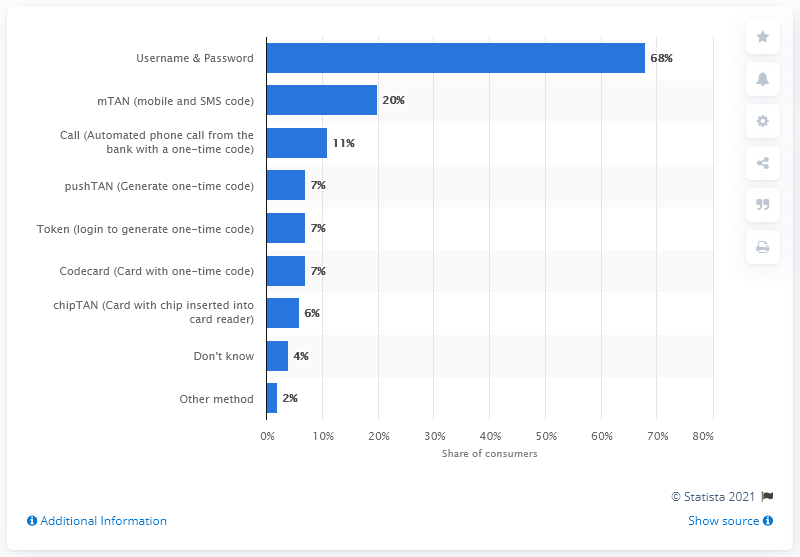 Username & Password
68%
mTAN (mobile and SMS code)
20%
Call (Automated phone call from the
bank with a one-time code)
11%
pushTAN (Generate one-time code)
7%
Token (login to generate one-time code)
7%
Codecard (Card with one-time code)
7%
chipTAN (Card with chip inserted into
card reader)
6%
Don't know
4%
Other method
2%
0% 10% 20% 30% 40% 50% 60% 70% 80%
Share of consumers
© Statista 2021
Additional Information
Show source